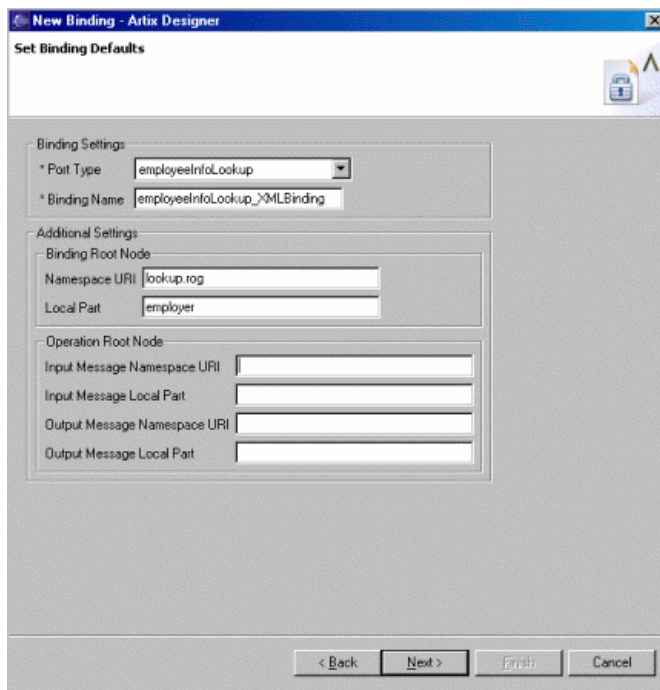 New Binding - Artix Designer
Set Binding Defaults
Binding Settings
* Port Type employeeInfoLookup
* Binding Name employeeInfoLookup_XMLBinding
Additional Settings
Binding Root Node
Namespace URI lookup.rog
Local Part employer
Operation Root Node
Input Message Namespace URI
Input Message Local Part
Output Message Namespace URI
Output Message Local Part
< Back Next > Finish Cancel